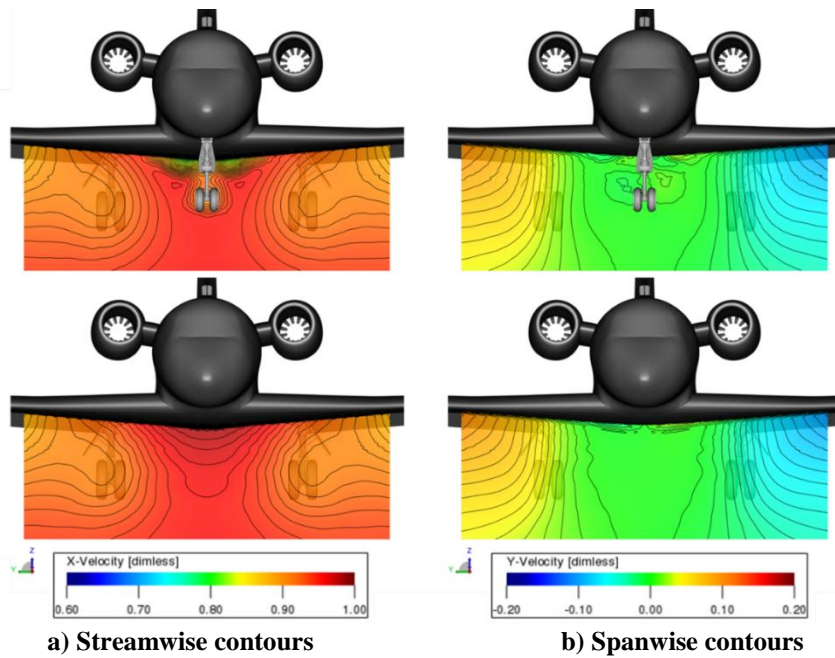 Z
Y
X-Velocity [dimless]
0.60 0.70 0.80 0.90 1.00
Z
Y
Y-Velocity [dimless]
-0.20 -0.10 0.00 0.10 0.20
a) Streamwise contours
b) Spanwise contours